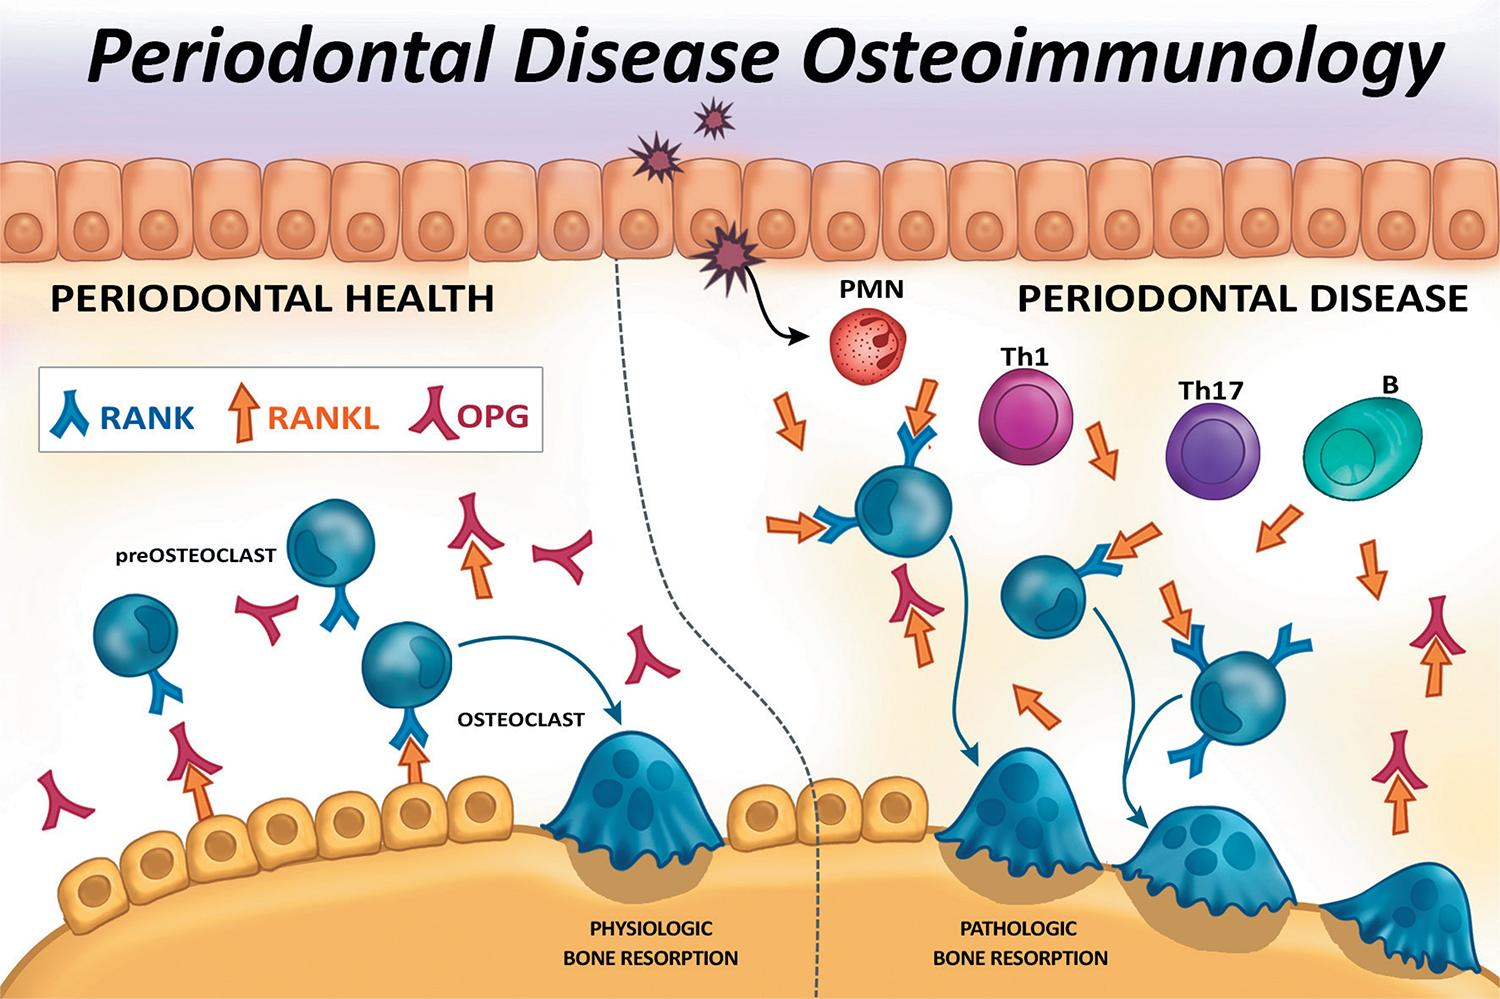 Periodontal Disease Osteoimmunology
PERIODONTAL HEALTH
RANK RANKL OPG
preOSTEOCLAST
OSTEOCLAST
PHYSIOLOGIC
BONE RESORPTION
PMN
PERIODONTAL DISEASE
Th1
Th17
B
PATHOLOGIC
BONE RESORPTION